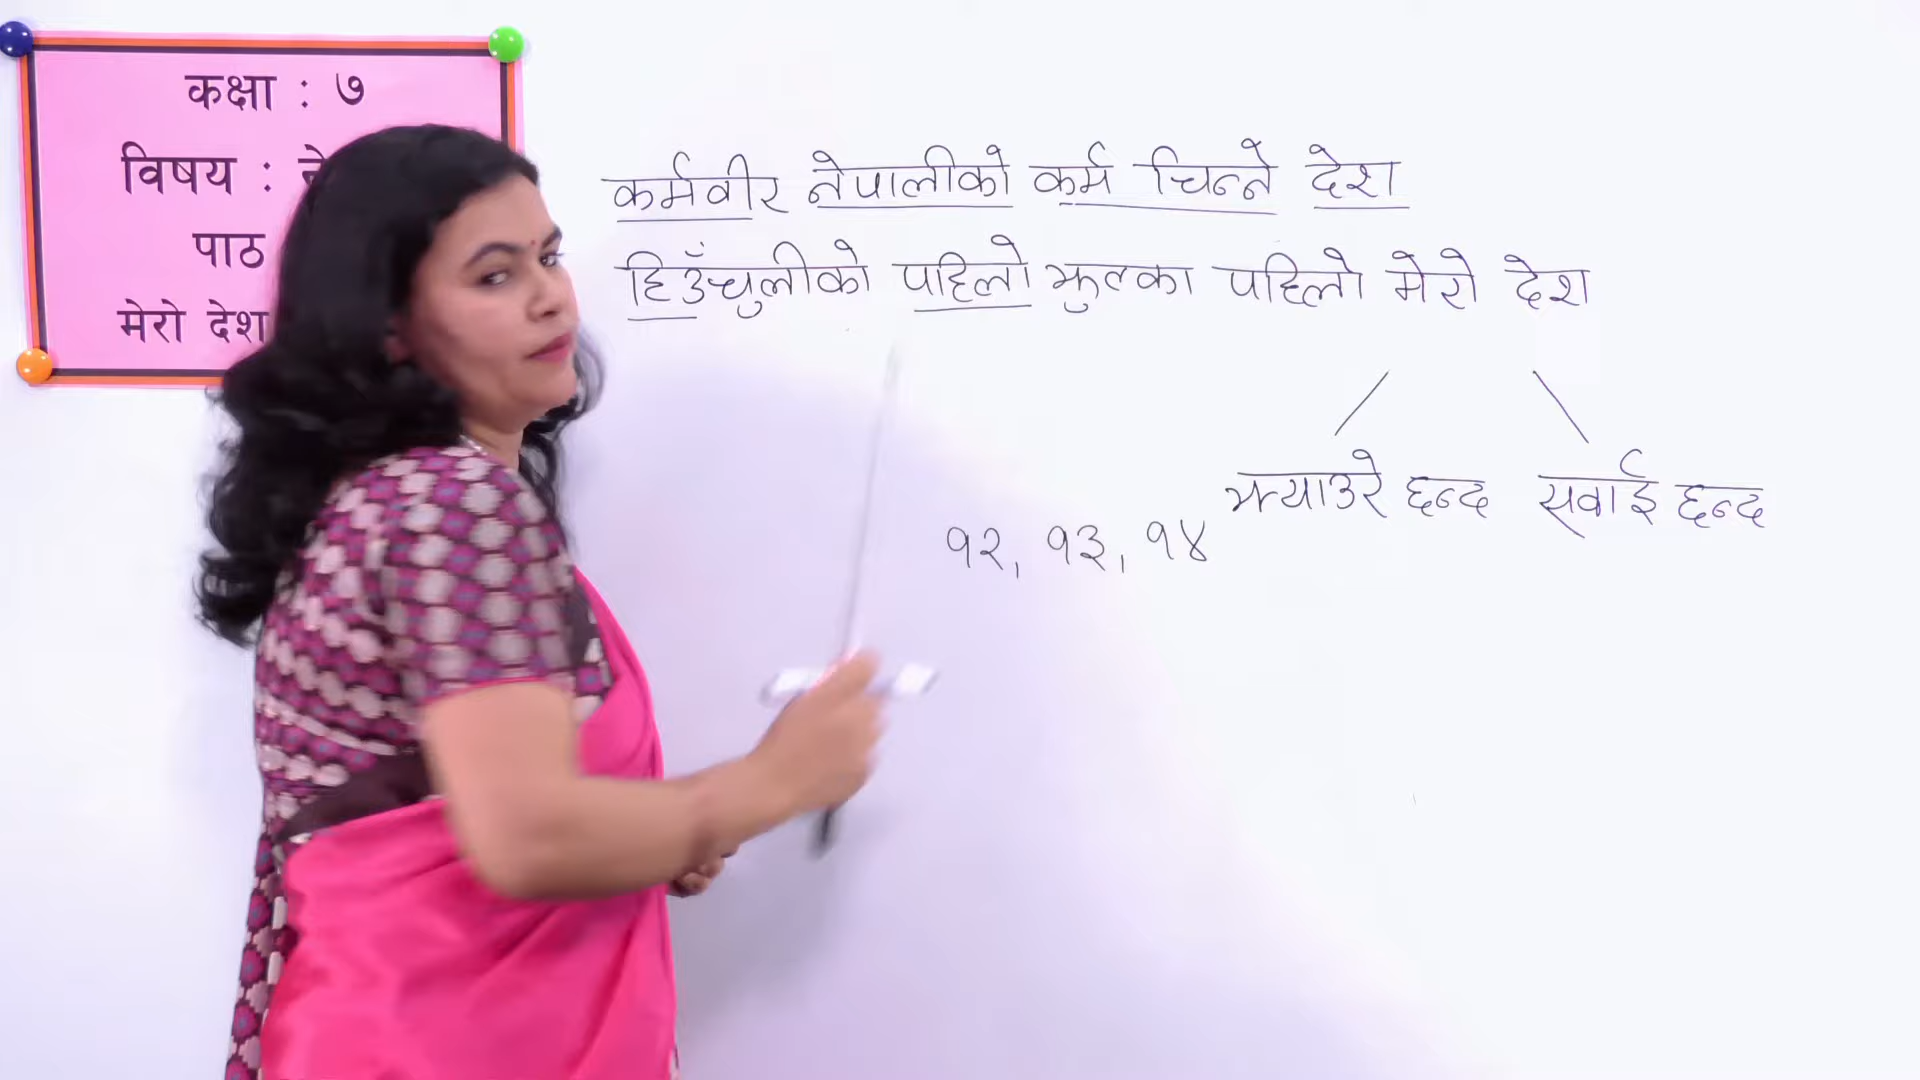 कक्षा : ७
विषय : ने
पाठ
मेरो देश
कर्मवीर नेपालीको कर्म चिन्ने देश
हिउँचुलीको पहिलो झुल्का पहिलो मेरो देश
झ्याउरे छन्द सवाई छन्द
१२, १३, १४